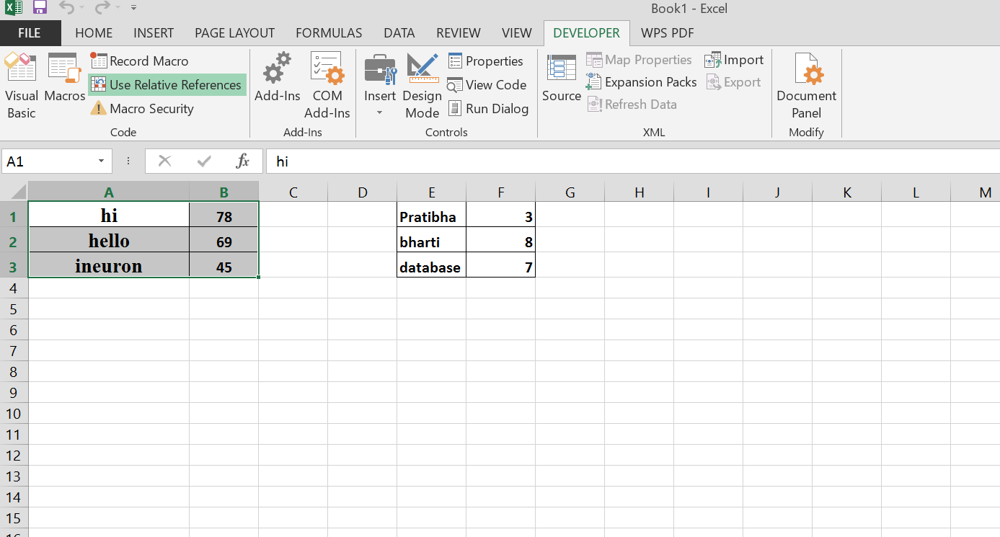 Book1 - Excel
FILE HOME INSERT PAGE LAYOUT FORMULAS DATA REVIEW VIEW DEVELOPER WPS PDF
Visual Basic
Macros
Record Macro
Use Relative References
Macro Security
Code
Add-Ins
COM Add-Ins
Add-Ins
Insert
Design Mode
Properties
View Code
Run Dialog
Controls
Source
Map Properties
Expansion Packs
Refresh Data
Import
Export
XML
Document Panel
Modify
A1 fx hi
A B C D E F G H I J K L M
1 hi 78 Pratibha 3
2 hello 69 bharti 8
3 ineuron 45 database 7
4
5
6
7
8
9
10
11
12
13
14
15
16